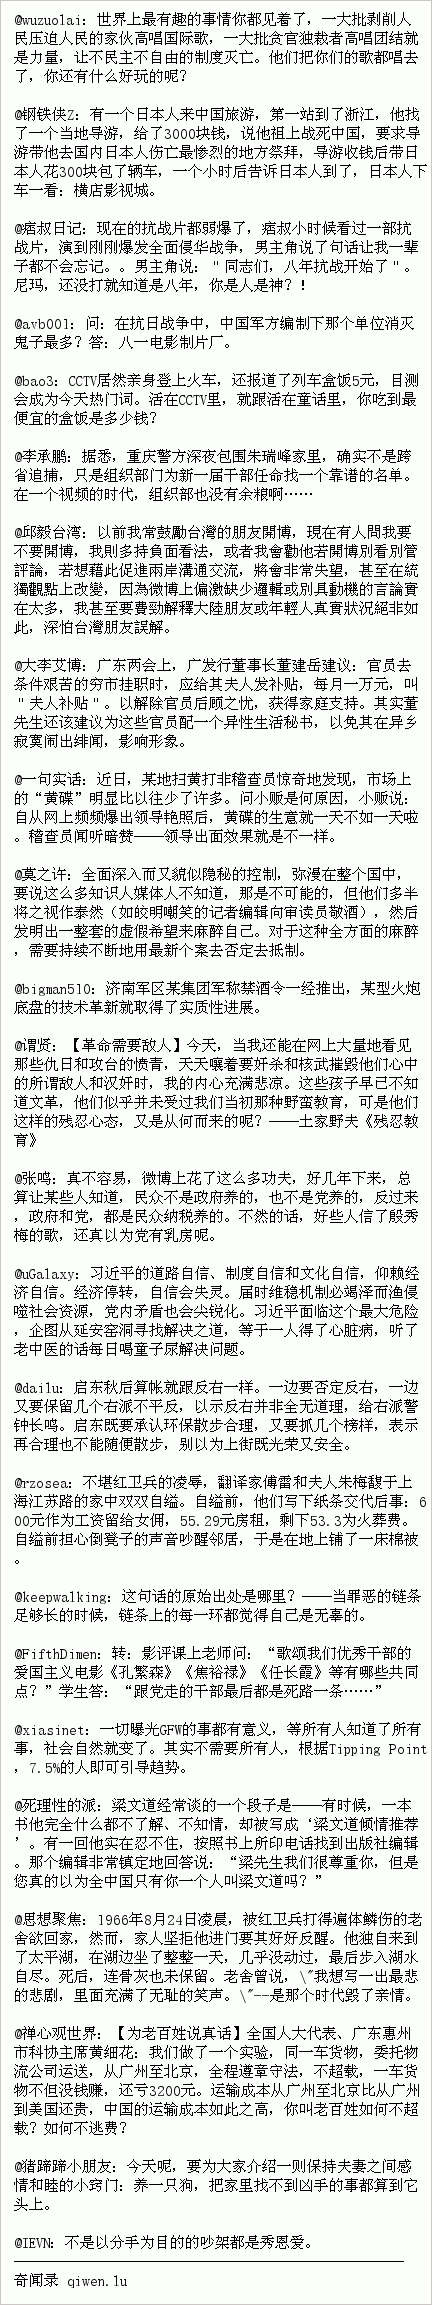 @wuzuolai：世界上最有趣的事情你都见着了，一大批剥削人
民压迫人民的家伙高唱国际歌，一大批贪官独裁者高唱团结就
是力量，让不民主不自由的制度灭亡。他们把你们的歌都唱去
了，你还有什么好玩的呢？
@钢铁侠Z：有一个日本人来中国旅游，第一站到了浙江，他找
了一个当地导游，给了3000块钱，说他祖上战死中国，要求导
游带他去国内日本人伤亡最惨烈的地方祭拜，导游收钱后带日
本人花300块包了辆车，一个小时后告诉日本人到了，日本人下
车一看：横店影视城。
@痞叔日记：现在的抗战片都弱爆了，痞叔小时候看过一部抗
战片，演到刚刚爆发全面侵华战争，男主角说了句话让我一辈
子都不会忘记。。男主角说："同志们，八年抗战开始了"。
尼玛，还没打就知道是八年，你是人是神？！
@avb001：问：在抗日战争中，中国军方编制下那个单位消灭
鬼子最多？答：八一电影制片厂。
@bao3：CCTV居然亲身登上火车，还报道了列车盒饭5元，目测
会成为今天热门词。活在CCTV里，就跟活在童话里，你吃到最
便宜的盒饭是多少钱？
@李承鹏：据悉，重庆警方深夜包围朱瑞峰家里，确实不是跨
省追捕，只是组织部门为新一届干部任命找一个靠谱的名单。
在一个视频的时代，组织部也没有余粮啊……
@邱毅台湾：以前我常鼓勵台灣的朋友開博，現在有人問我要
不要開博，我則多持負面看法，或者我會勸他若開博別看別管
評論，若想藉此促進兩岸溝通交流，將會非常失望，甚至在統
獨觀點上改變，因為微博上偏激缺少邏輯或別具動機的言論實
在太多，我甚至要費勁解釋大陸朋友或年輕人真實狀況絕非如
此，深怕台灣朋友誤解。
@大李艾博：广东两会上，广发行董事长董建岳建议：官员去
条件艰苦的穷市挂职时，应给其夫人发补贴，每月一万元，叫
"夫人补贴"。以解除官员后顾之忧，获得家庭支持。其实董
先生还该建议为这些官员配一个异性生活秘书，以免其在异乡
寂寞闹出绯闻，影响形象。
@一句实话：近日，某地扫黄打非稽查员惊奇地发现，市场上
的“黄碟”明显比以往少了许多。问小贩是何原因，小贩说：
自从网上频频爆出领导艳照后，黄碟的生意就一天不如一天啦
。稽查员闻听暗赞——领导出面效果就是不一样。
@莫之许：全面深入而又貌似隐秘的控制，弥漫在整个国中，
要说这么多知识人媒体人不知道，那是不可能的，但他们多半
将之视作泰然（如皎明嘲笑的记者编辑向审读员敬酒），然后
发明出一整套的虚假希望来麻醉自己。对于这种全方面的麻醉
，需要持续不断地用最新个案去否定去抵制。
@bigman510：济南军区某集团军称禁酒令一经推出，某型火炮
底盘的技术革新就取得了实质性进展。
@谓贤：【革命需要敌人】今天，当我还能在网上大量地看见
那些仇日和攻台的愤青，天天嚷着要奸杀和核武摧毁他们心中
的所谓敌人和汉奸时，我的内心充满悲凉。这些孩子早已不知
道文革，他们似乎并未受过我们当初那种野蛮教育，可是他们
这样的残忍心态，又是从何而来的呢？——土家野夫《残忍教
育》
@张鸣：真不容易，微博上花了这么多功夫，好几年下来，总
算让某些人知道，民众不是政府养的，也不是党养的，反过来
，政府和党，都是民众纳税养的。不然的话，好些人信了殷秀
梅的歌，还真以为党有乳房呢。
@uGalaxy：习近平的道路自信、制度自信和文化自信，仰赖经
济自信。经济停转，自信会失灵。届时维稳机制必竭泽而渔侵
噬社会资源，党内矛盾也会尖锐化。习近平面临这个最大危险
，企图从延安窑洞寻找解决之道，等于一人得了心脏病，听了
老中医的话每日喝童子尿解决问题。
@dailu：启东秋后算帐就跟反右一样。一边要否定反右，一边
又要保留几个右派不平反，以示反右并非全无道理，给右派警
钟长鸣。启东既要承认环保散步合理，又要抓几个榜样，表示
再合理也不能随便散步，别以为上街既光荣又安全。
@rzosea：不堪红卫兵的凌辱，翻译家傅雷和夫人朱梅馥于上
海江苏路的家中双双自缢。自缢前，他们写下纸条交代后事：6
00元作为工资留给女佣，55.29元房租，剩下53.3为火葬费。
自缢前担心倒凳子的声音吵醒邻居，于是在地上铺了一床棉被
。
@keepwalking：这句话的原始出处是哪里？——当罪恶的链条
足够长的时候，链条上的每一环都觉得自己是无辜的。
@FifthDimen：转：影评课上老师问：“歌颂我们优秀干部的
爱国主义电影《孔繁森》《焦裕禄》《任长霞》等有哪些共同
点？”学生答：“跟党走的干部最后都是死路一条……”
@xiasinet：一切曝光GFW的事都有意义，等所有人知道了所有
事，社会自然就变了。其实不需要所有人，根据Tipping Point
，7.5%的人即可引导趋势。
@死理性的派：梁文道经常谈的一个段子是——有时候，一本
书他完全什么都不了解、不知情，却被写成‘梁文道倾情推荐
’。有一回他实在忍不住，按照书上所印电话找到出版社编辑
。那个编辑非常镇定地回答说：“梁先生我们很尊重你，但是
您真的以为全中国只有你一个人叫梁文道吗？”
@思想聚焦：1966年8月24日凌晨，被红卫兵打得遍体鳞伤的老
舍欲回家，然而，家人坚拒他进门要其好好反醒。他独自来到
了太平湖，在湖边坐了整整一天，几乎没动过，最后步入湖水
自尽。死后，连骨灰也未保留。老舍曾说，\"我想写一出最悲
的悲剧，里面充满了无耻的笑声。\"--是那个时代毁了亲情。
@禅心观世界：【为老百姓说真话】全国人大代表、广东惠州
市科协主席黄细花：我们做了一个实验，同一车货物，委托物
流公司运送，从广州至北京，全程遵章守法，不超载，一车货
物不但没钱赚，还亏3200元。运输成本从广州至北京比从广州
到美国还贵，中国的运输成本如此之高，你叫老百姓如何不超
载？如何不逃费？
@猪蹄蹄小朋友：今天呢，要为大家介绍一则保持夫妻之间感
情和睦的小窍门：养一只狗，把家里找不到凶手的事都算到它
头上。
@IEVN：不是以分手为目的的吵架都是秀恩爱。
奇闻录 qiwen.lu